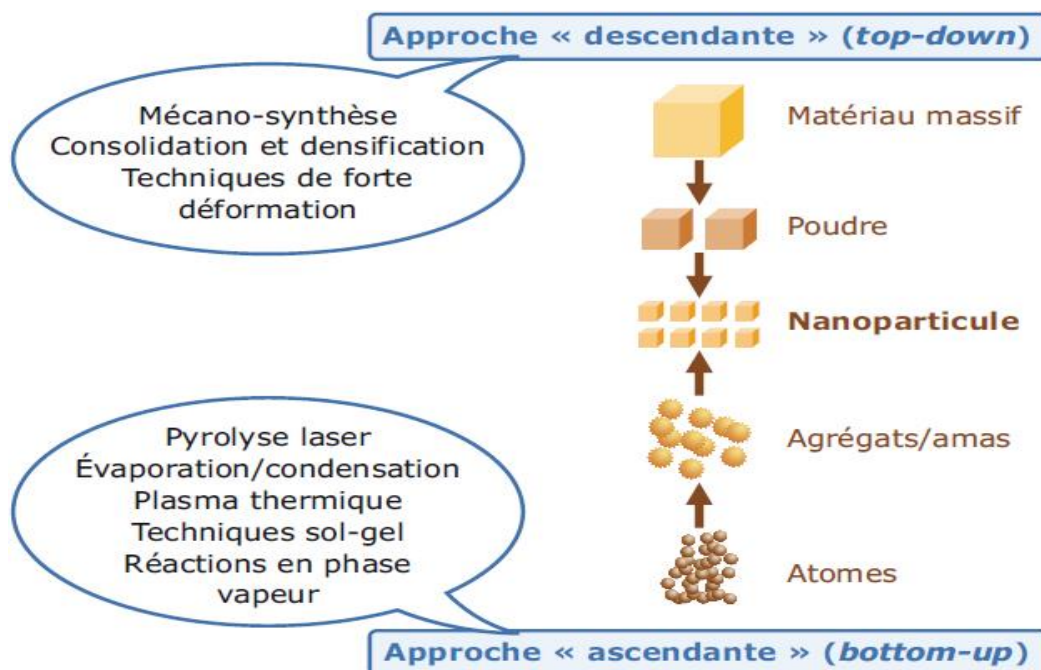 Approche « descendante » (top-down)
Mécano-synthèse
Consolidation et densification
Techniques de forte
déformation
Matériau massif
Poudre
Nanoparticule
Agrégats/amas
Atomes
Pyrolyse laser
Évaporation/condensation
Plasma thermique
Techniques sol-gel
Réactions en phase
vapeur
Approche « ascendante » (bottom-up)